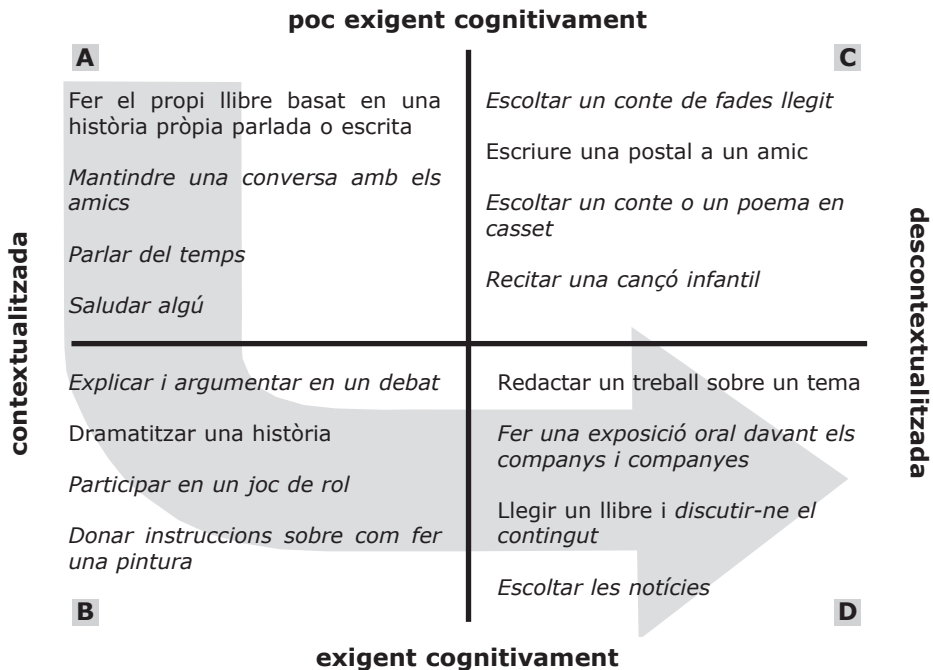 poc exigent cognitivament
A
Fer el propi llibre basat en una
història pròpia parlada o escrita
Mantindre una conversa amb els
amics
Parlar del temps
Saludar algú
C
Escoltar un conte de fades llegit
Escriure una postal a un amic
Escoltar un conte o un poema en
casset
Recitar una cançó infantil
contextualitzada
descontextualitzada
Explicar i argumentar en un debat
Dramatitzar una història
Participar en un joc de rol
Donar instruccions sobre com fer
una pintura
B
Redactar un treball sobre un tema
Fer una exposició oral davant els
companys i companyes
Llegir un llibre i discutir-ne el
contingut
Escoltar les notícies
D
exigent cognitivament